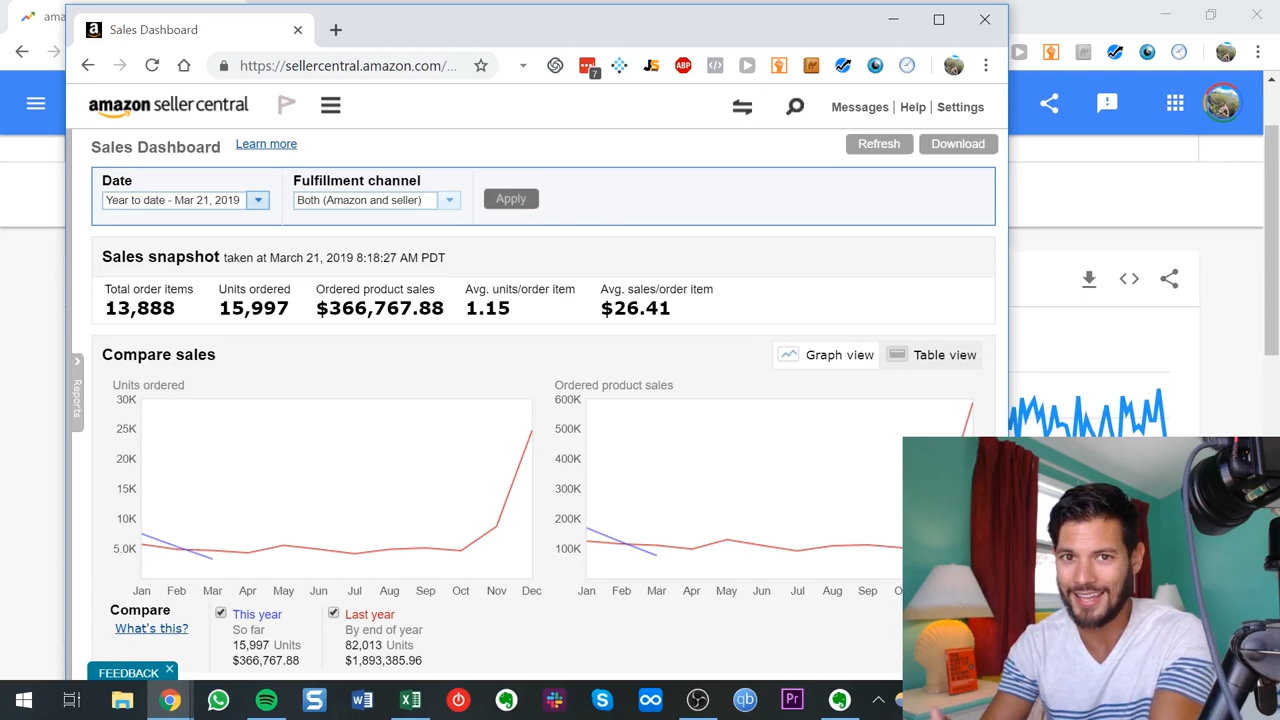 ama
Sales Dashboard
https://sellercentral.amazon.com/...
7
JS
ABP
amazon seller central
Messages | Help | Settings
Sales Dashboard
Learn more
Refresh
Download
Date
Fulfillment channel
Year to date - Mar 21, 2019
Both (Amazon and seller)
Apply
Sales snapshot taken at March 21, 2019 8:18:27 AM PDT
Total order items
Units ordered
Ordered product sales
Avg. units/order item
Avg. sales/order item
13,888
15,997
$366,767.88
1.15
$26.41
Reports
Compare sales
Graph view
Table view
Units ordered
30K
25K
20K
15K
10K
5.0K
Jan Feb Mar Apr May Jun Jul Aug Sep Oct Nov Dec
Ordered product sales
600K
500K
400K
300K
200K
100K
Jan Feb Mar Apr May Jun Jul Aug Sep O
Compare
What's this?
This year
So far
15,997 Units
$366,767.88
Last year
By end of year
82,013 Units
$1,893,385.96
FEEDBACK